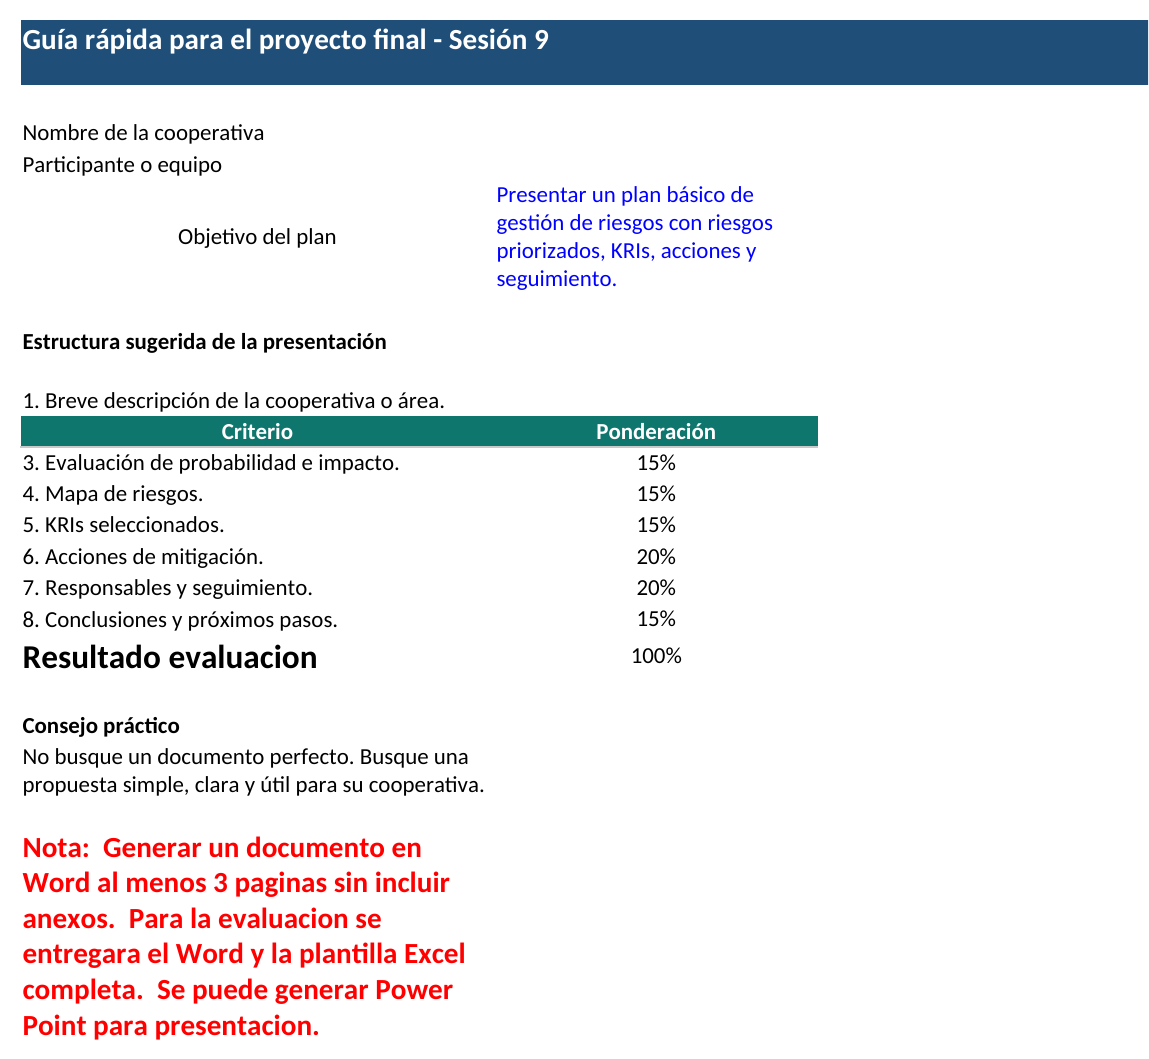 Guía rápida para el proyecto final - Sesión 9
Nombre de la cooperativa
Participante o equipo
Objetivo del plan
Presentar un plan básico de
gestión de riesgos con riesgos
priorizados, KRIs, acciones y
seguimiento.
Estructura sugerida de la presentación
1. Breve descripción de la cooperativa o área.
Criterio Ponderación
3. Evaluación de probabilidad e impacto. 15%
4. Mapa de riesgos. 15%
5. KRIs seleccionados. 15%
6. Acciones de mitigación. 20%
7. Responsables y seguimiento. 20%
8. Conclusiones y próximos pasos. 15%
Resultado evaluacion 100%
Consejo práctico
No busque un documento perfecto. Busque una
propuesta simple, clara y útil para su cooperativa.
Nota:  Generar un documento en
Word al menos 3 paginas sin incluir
anexos.  Para la evaluacion se
entregara el Word y la plantilla Excel
completa.  Se puede generar Power
Point para presentacion.